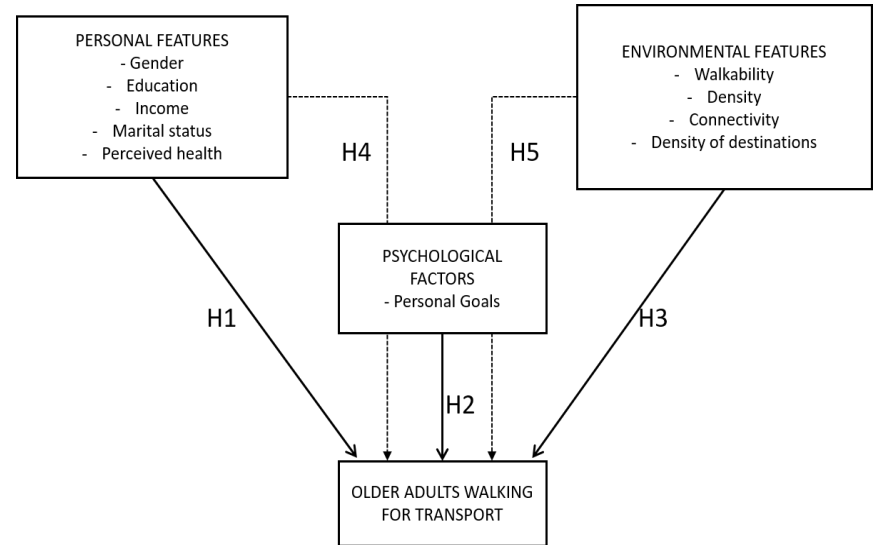 PERSONAL FEATURES
- Gender
- Education
- Income
- Marital status
- Perceived health
ENVIRONMENTAL FEATURES
- Walkability
- Density
- Connectivity
- Density of destinations
H4
H5
PSYCHOLOGICAL
FACTORS
- Personal Goals
H1
H3
H2
OLDER ADULTS WALKING
FOR TRANSPORT